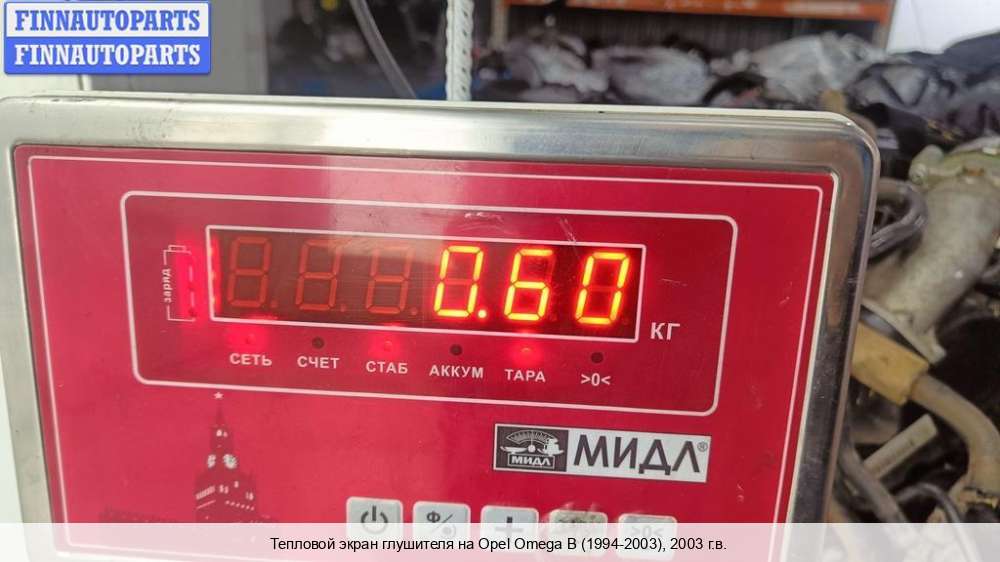 FINNAUTOPARTS
FINNAUTOPARTS
заряд
0.60
КГ
СЕТЬ СЧЕТ СТАБ АККУМ ТАРА >0<
МИДЛ МИДЛ®
Тепловой экран глушителя на Opel Omega B (1994-2003), 2003 г.в.